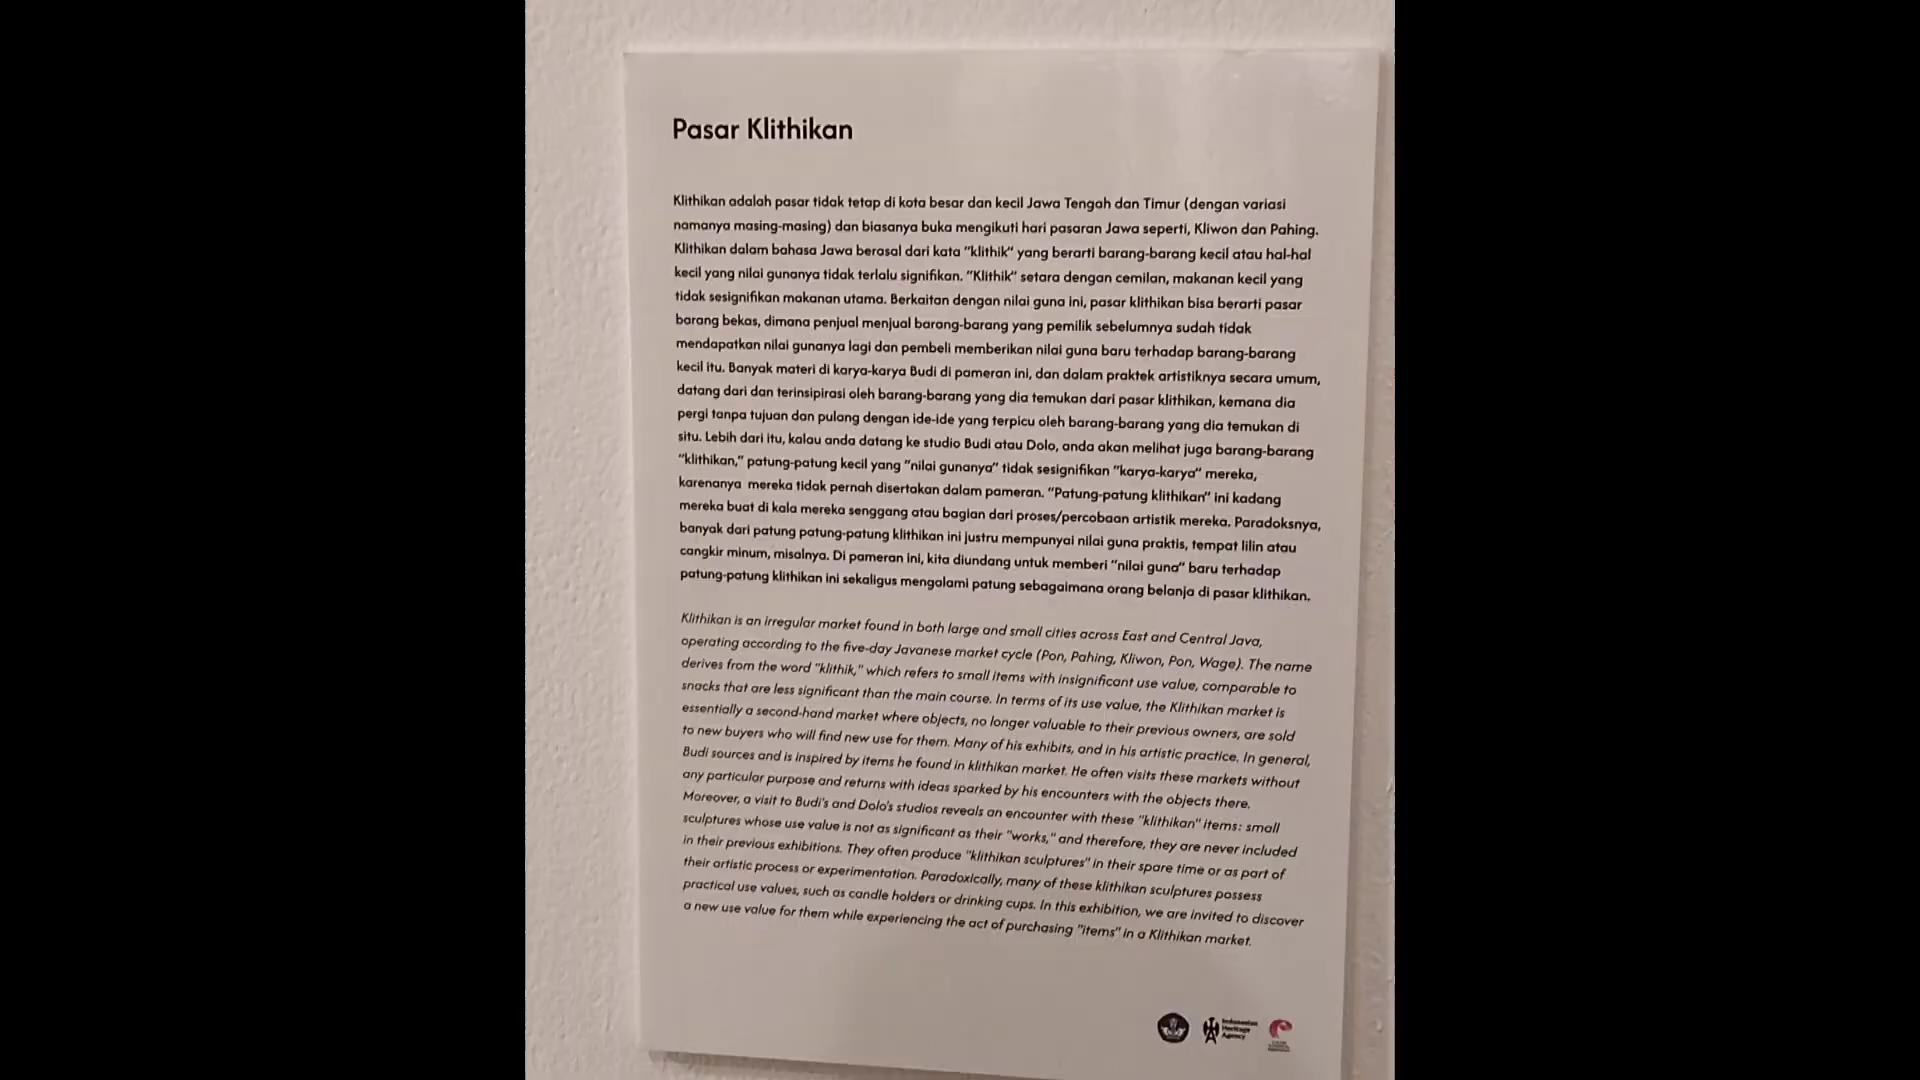 Pasar Klithikan
Klithikan adalah pasar tidak tetap di kota besar dan kecil Jawa Tengah dan Timur (dengan variasi
namanya masing-masing) dan biasanya buka mengikuti hari pasaran Jawa seperti, Kliwon dan Pahing.
Klithikan dalam bahasa Jawa berasal dari kata "klithik" yang berarti barang-barang kecil atau hal-hal
kecil yang nilai gunanya tidak terlalu signifikan. "Klithik" setara dengan cemilan, makanan kecil yang
tidak sesignifikan makanan utama. Berkaitan dengan nilai guna ini, pasar klithikan bisa berarti pasar
barang bekas, dimana penjual menjual barang-barang yang pemilik sebelumnya sudah tidak
mendapatkan nilai gunanya lagi dan pembeli memberikan nilai guna baru terhadap barang-barang
kecil itu. Banyak materi di karya-karya Budi di pameran ini, dan dalam praktek artistiknya secara umum,
datang dari dan terinsipirasi oleh barang-barang yang dia temukan dari pasar klithikan, kemana dia
pergi tanpa tujuan dan pulang dengan ide-ide yang terpicu oleh barang-barang yang dia temukan di
situ. Lebih dari itu, kalau anda datang ke studio Budi atau Dolo, anda akan melihat juga barang-barang
"klithikan," patung-patung kecil yang "nilai gunanya" tidak sesignifikan "karya-karya" mereka,
karenanya mereka tidak pernah disertakan dalam pameran. "Patung-patung klithikan" ini kadang
mereka buat di kala mereka senggang atau bagian dari proses/percobaan artistik mereka. Paradoksnya,
banyak dari patung patung-patung klithikan ini justru mempunyai nilai guna praktis, tempat lilin atau
cangkir minum, misalnya. Di pameran ini, kita diundang untuk memberi "nilai guna" baru terhadap
patung-patung klithikan ini sekaligus mengalami patung sebagaimana orang belanja di pasar klithikan.
Klithikan is an irregular market found in both large and small cities across East and Central Java,
operating according to the five-day Javanese market cycle (Pon, Pahing, Kliwon, Pon, Wage). The name
derives from the word "klithik," which refers to small items with insignificant use value, comparable to
snacks that are less significant than the main course. In terms of its use value, the Klithikan market is
essentially a second-hand market where objects, no longer valuable to their previous owners, are sold
to new buyers who will find new use for them. Many of his exhibits, and in his artistic practice. In general,
Budi sources and is inspired by items he found in klithikan market. He often visits these markets without
any particular purpose and returns with ideas sparked by his encounters with the objects there.
Moreover, a visit to Budi's and Dolo's studios reveals an encounter with these "klithikan" items: small
sculptures whose use value is not as significant as their "works," and therefore, they are never included
in their previous exhibitions. They often produce "klithikan sculptures" in their spare time or as part of
their artistic process or experimentation. Paradoxically, many of these klithikan sculptures possess
practical use values, such as candle holders or drinking cups. In this exhibition, we are invited to discover
a new use value for them while experiencing the act of purchasing "items" in a Klithikan market.
Indonesian
Heritage
Agency